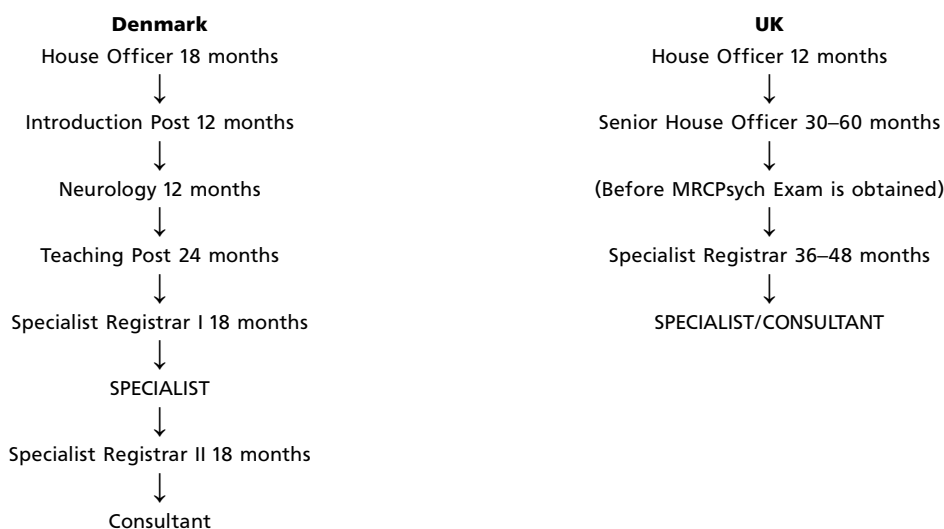 Denmark
House Officer 18 months
Introduction Post 12 months
Neurology 12 months
Teaching Post 24 months
Specialist Registrar I 18 months
SPECIALIST
Specialist Registrar II 18 months
Consultant
UK
House Officer 12 months
Senior House Officer 30–60 months
(Before MRCPsych Exam is obtained)
Specialist Registrar 36–48 months
SPECIALIST/CONSULTANT